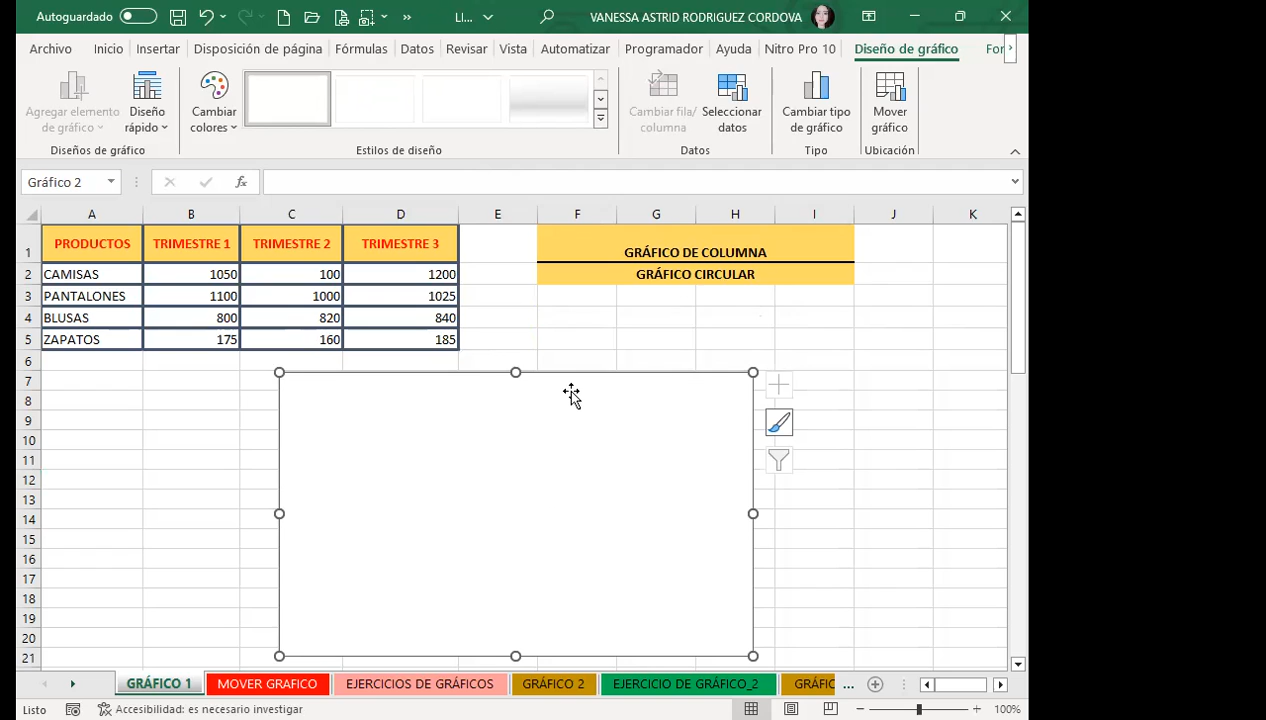 Autoguardado
LI...
VANESSA ASTRID RODRIGUEZ CORDOVA
Archivo Inicio Insertar Disposición de página Fórmulas Datos Revisar Vista Automatizar Programador Ayuda Nitro Pro 10 Diseño de gráfico For
Agregar elemento de gráfico
Diseño rápido
Cambiar colores
Cambiar fila/ columna
Seleccionar datos
Cambiar tipo de gráfico
Mover gráfico
Diseños de gráfico Estilos de diseño Datos Tipo Ubicación
Gráfico 2 fx
A B C D E F G H I J K
1 PRODUCTOS TRIMESTRE 1 TRIMESTRE 2 TRIMESTRE 3 GRÁFICO DE COLUMNA
2 CAMISAS 1050 100 1200 GRÁFICO CIRCULAR
3 PANTALONES 1100 1000 1025
4 BLUSAS 800 820 840
5 ZAPATOS 175 160 185
6
7
8
9
10
11
12
13
14
15
16
17
18
19
20
21
GRÁFICO 1 MOVER GRAFICO EJERCICIOS DE GRÁFICOS GRÁFICO 2 EJERCICIO DE GRÁFICO_2 GRÁFIC ...
Listo Accesibilidad: es necesario investigar 100%